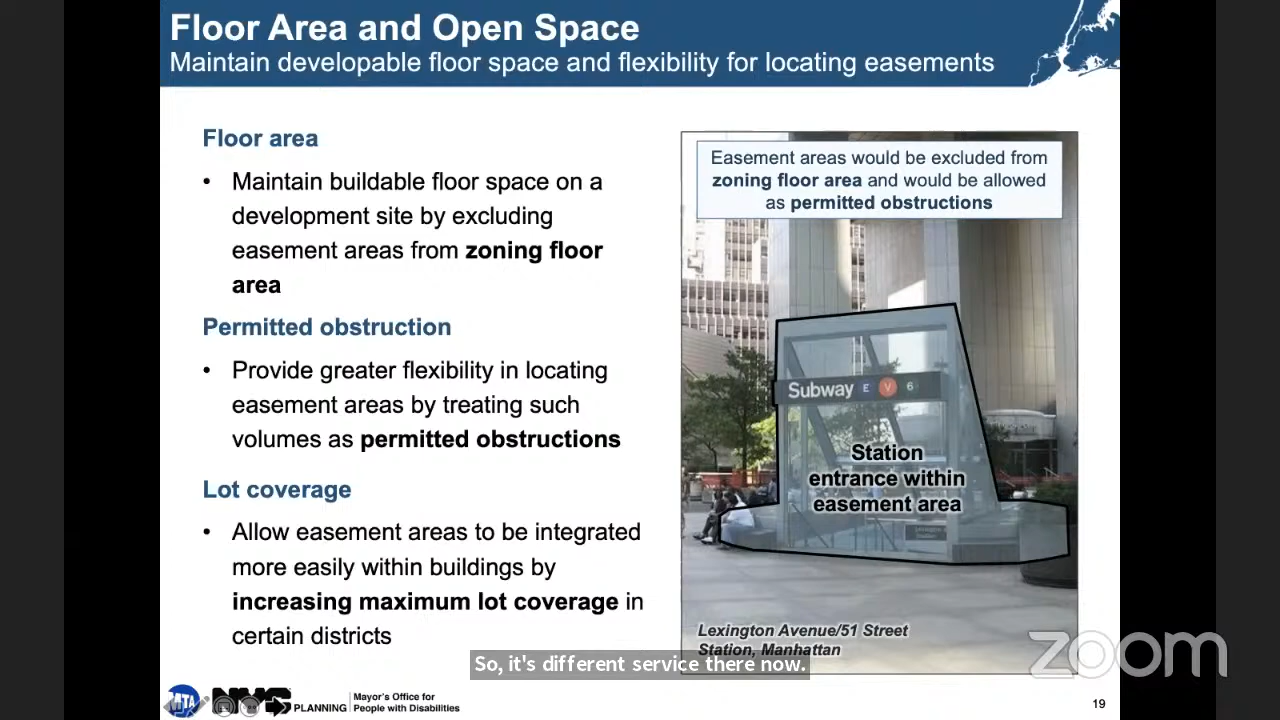 Floor Area and Open Space
Maintain developable floor space and flexibility for locating easements
Floor area
• Maintain buildable floor space on a
development site by excluding
easement areas from zoning floor
area
Permitted obstruction
• Provide greater flexibility in locating
easement areas by treating such
volumes as permitted obstructions
Lot coverage
• Allow easement areas to be integrated
more easily within buildings by
increasing maximum lot coverage in
certain districts
Easement areas would be excluded from
zoning floor area and would be allowed
as permitted obstructions
Subway E V 6
Station
entrance within
easement area
Lexington Avenue/51 Street
Station, Manhattan
So, it's different service there now.
zoom
MTA
NYC
PLANNING
Mayor's Office for
People with Disabilities
19